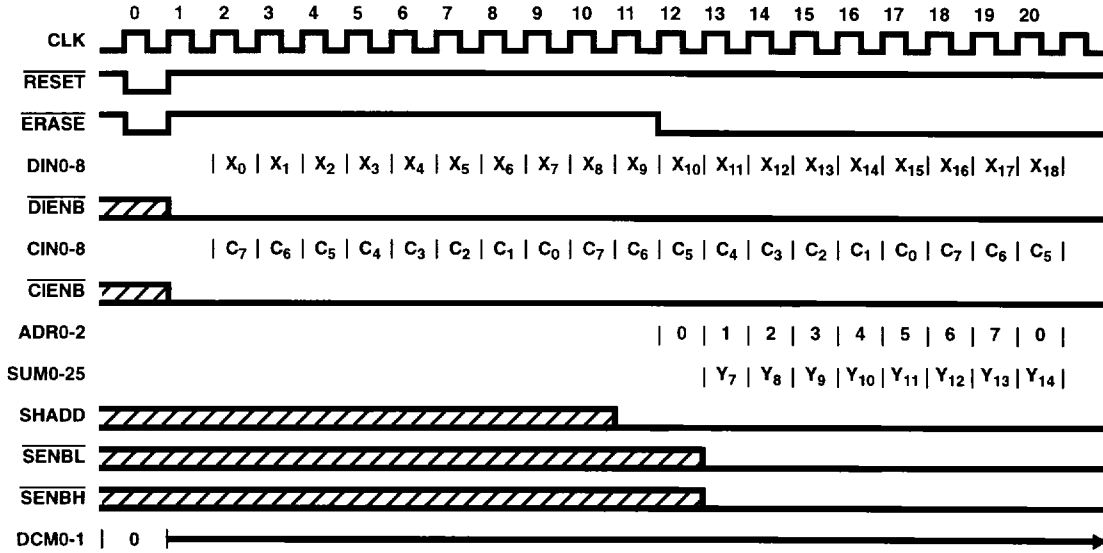 0 1 2 3 4 5 6 7 8 9 10 11 12 13 14 15 16 17 18 19 20
CLK
RESET
ERASE
DIN0-8 | X0 | X1 | X2 | X3 | X4 | X5 | X6 | X7 | X8 | X9 | X10 | X11 | X12 | X13 | X14 | X15 | X16 | X17 | X18 |
DIENB
CIN0-8 | C7 | C6 | C5 | C4 | C3 | C2 | C1 | C0 | C7 | C6 | C5 | C4 | C3 | C2 | C1 | C0 | C7 | C6 | C5 |
CIENB
ADR0-2 | 0 | 1 | 2 | 3 | 4 | 5 | 6 | 7 | 0 |
SUM0-25 | Y7 | Y8 | Y9 | Y10 | Y11 | Y12 | Y13 | Y14 |
SHADD
SENBL
SENBH
DCM0-1 | 0